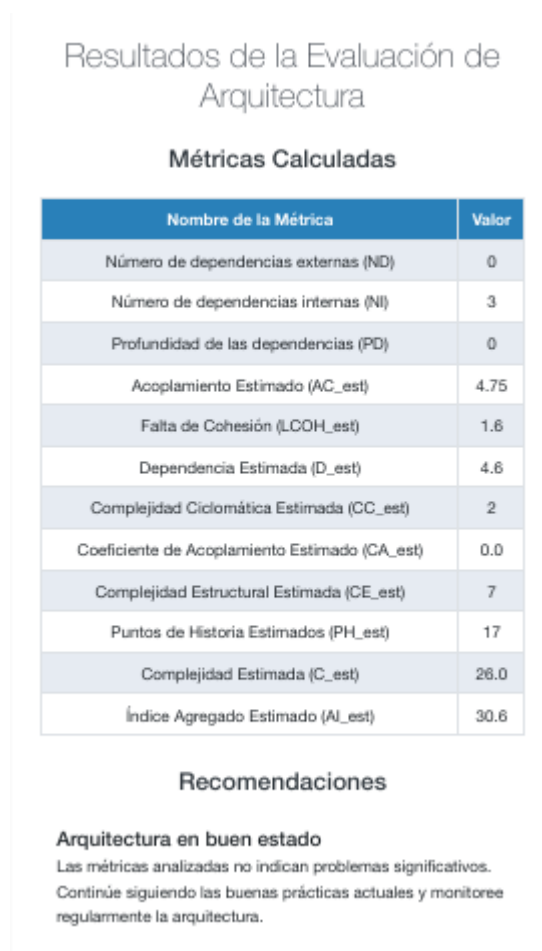 Resultados de la Evaluación de
Arquitectura
Métricas Calculadas
Nombre de la Métrica Valor
Número de dependencias externas (ND) 0
Número de dependencias internas (NI) 3
Profundidad de las dependencias (PD) 0
Acoplamiento Estimado (AC_est) 4.75
Falta de Cohesión (LCOH_est) 1.6
Dependencia Estimada (D_est) 4.6
Complejidad Ciclomática Estimada (CC_est) 2
Coeficiente de Acoplamiento Estimado (CA_est) 0.0
Complejidad Estructural Estimada (CE_est) 7
Puntos de Historia Estimados (PH_est) 17
Complejidad Estimada (C_est) 26.0
Índice Agregado Estimado (AI_est) 30.6
Recomendaciones
Arquitectura en buen estado
Las métricas analizadas no indican problemas significativos.
Continúe siguiendo las buenas prácticas actuales y monitoree
regularmente la arquitectura.